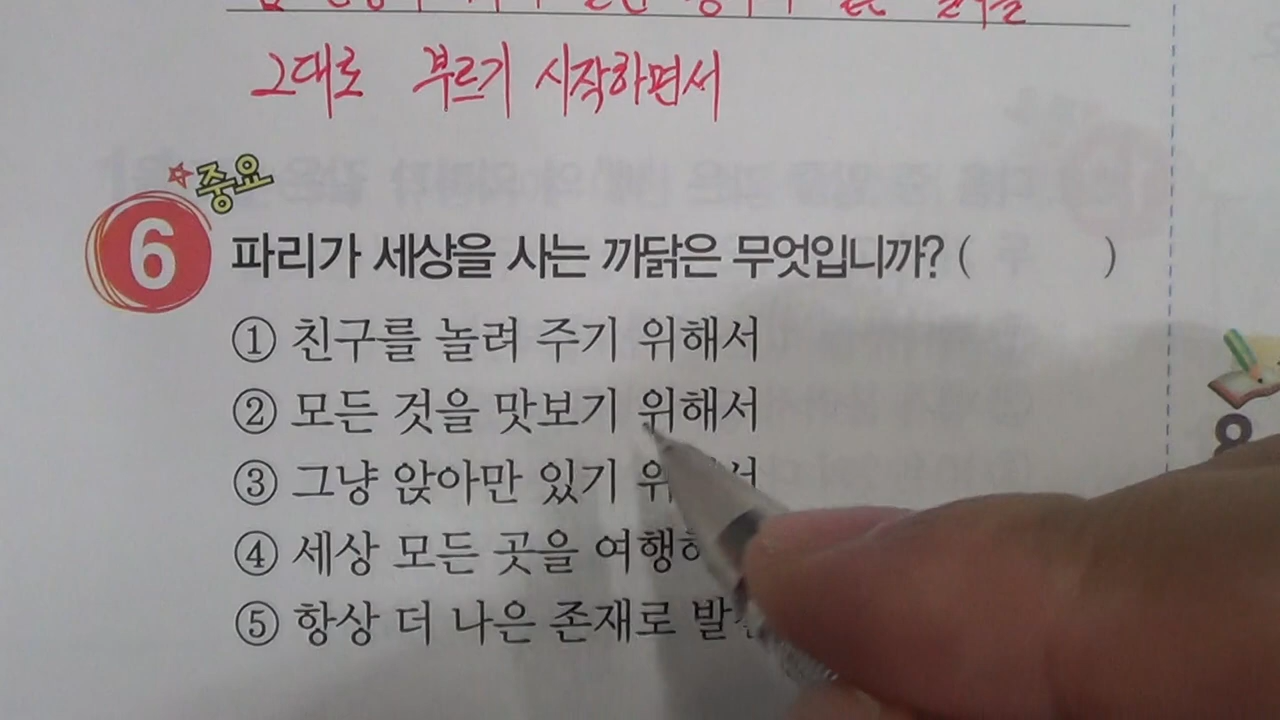 그대로 부르기 시작하면서
중요
6 파리가 세상을 사는 까닭은 무엇입니까? ( )
① 친구를 놀려 주기 위해서
② 모든 것을 맛보기 위해서
③ 그냥 앉아만 있기
④ 세상 모든 곳을
⑤ 항상 더 나은 존재로